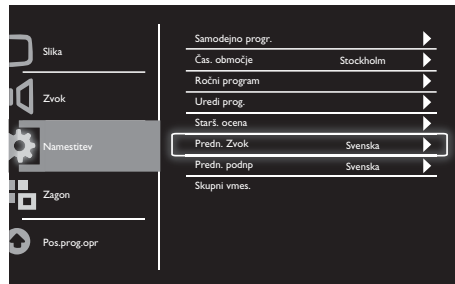 Slika
Zvok
Namestitev
Zagon
Pos.prog.opr
Samodejno progr.
Čas. območje Stockholm
Ročni program
Uredi prog.
Starš. ocena
Predn. Zvok Svenska
Predn. podnp Svenska
Skupni vmes.